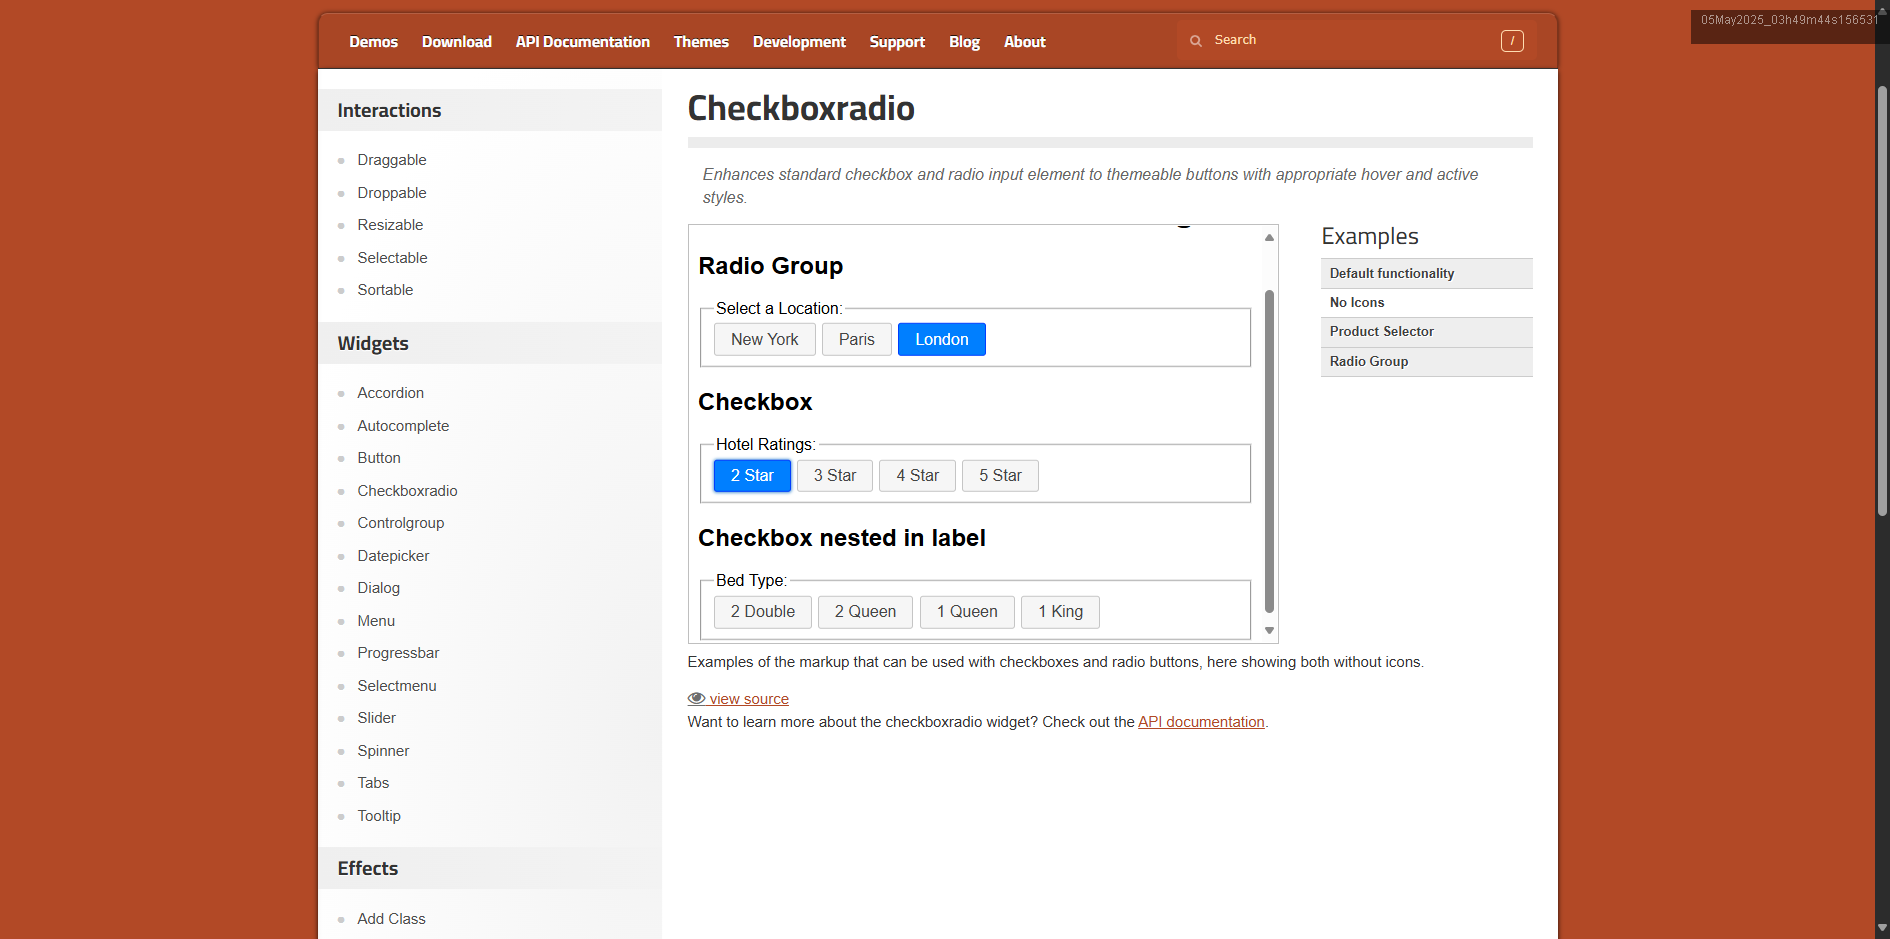 05May2025_03h49m44s156531
Demos Download API Documentation Themes Development Support Blog About Search /
Interactions
Draggable
Droppable
Resizable
Selectable
Sortable
Widgets
Accordion
Autocomplete
Button
Checkboxradio
Controlgroup
Datepicker
Dialog
Menu
Progressbar
Selectmenu
Slider
Spinner
Tabs
Tooltip
Effects
Add Class
Checkboxradio
Enhances standard checkbox and radio input element to themeable buttons with appropriate hover and active
styles.
Radio Group
Select a Location:
New York Paris London
Checkbox
Hotel Ratings:
2 Star 3 Star 4 Star 5 Star
Checkbox nested in label
Bed Type:
2 Double 2 Queen 1 Queen 1 King
Examples of the markup that can be used with checkboxes and radio buttons, here showing both without icons.
view source
Want to learn more about the checkboxradio widget? Check out the API documentation.
Examples
Default functionality
No Icons
Product Selector
Radio Group